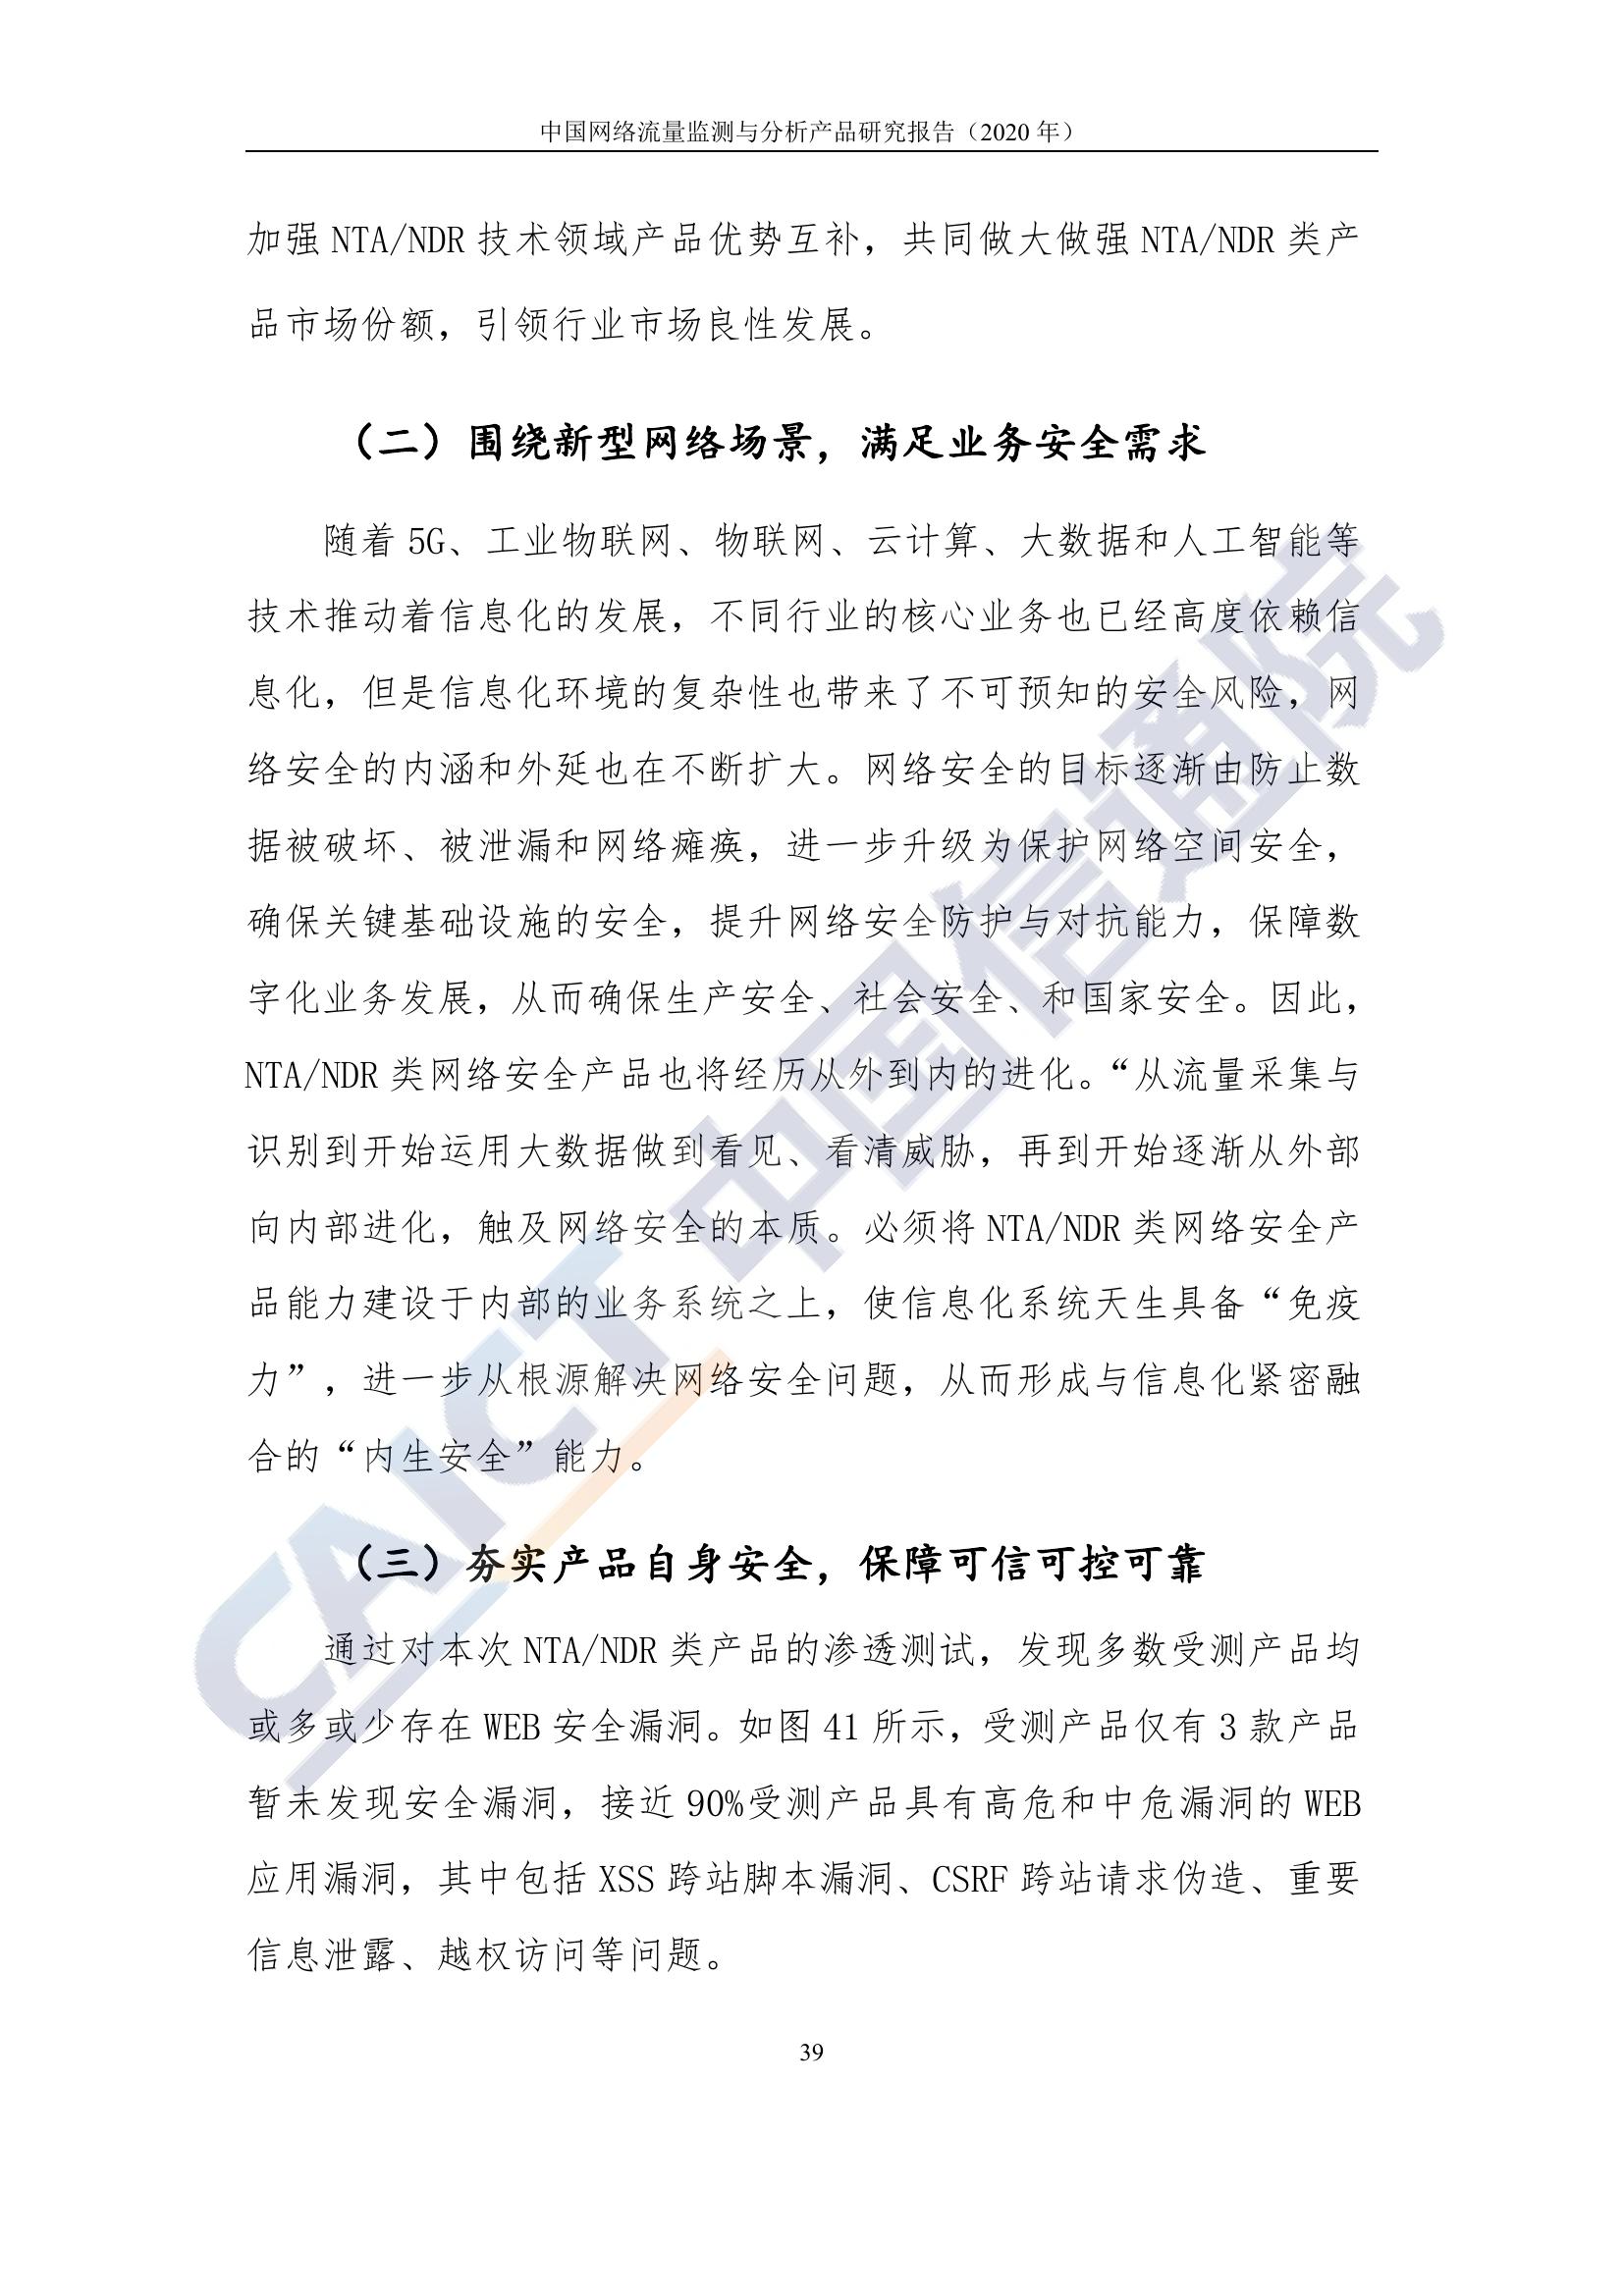 中国网络流量监测与分析产品研究报告（2020 年）
加强 NTA/NDR 技术领域产品优势互补，共同做大做强 NTA/NDR 类产
品市场份额，引领行业市场良性发展。
（二）围绕新型网络场景，满足业务安全需求
随着 5G、工业物联网、物联网、云计算、大数据和人工智能等
技术推动着信息化的发展，不同行业的核心业务也已经高度依赖信
息化，但是信息化环境的复杂性也带来了不可预知的安全风险，网
络安全的内涵和外延也在不断扩大。网络安全的目标逐渐由防止数
据被破坏、被泄漏和网络瘫痪，进一步升级为保护网络空间安全，
确保关键基础设施的安全，提升网络安全防护与对抗能力，保障数
字化业务发展，从而确保生产安全、社会安全、和国家安全。因此，
NTA/NDR 类网络安全产品也将经历从外到内的进化。“从流量采集与
识别到开始运用大数据做到看见、看清威胁，再到开始逐渐从外部
向内部进化，触及网络安全的本质。必须将 NTA/NDR 类网络安全产
品能力建设于内部的业务系统之上，使信息化系统天生具备“免疫
力”，进一步从根源解决网络安全问题，从而形成与信息化紧密融
合的“内生安全”能力。
（三）夯实产品自身安全，保障可信可控可靠
通过对本次 NTA/NDR 类产品的渗透测试，发现多数受测产品均
或多或少存在 WEB 安全漏洞。如图 41 所示，受测产品仅有 3 款产品
暂未发现安全漏洞，接近 90%受测产品具有高危和中危漏洞的 WEB
应用漏洞，其中包括 XSS 跨站脚本漏洞、CSRF 跨站请求伪造、重要
信息泄露、越权访问等问题。
39
CAICT 中国信通院